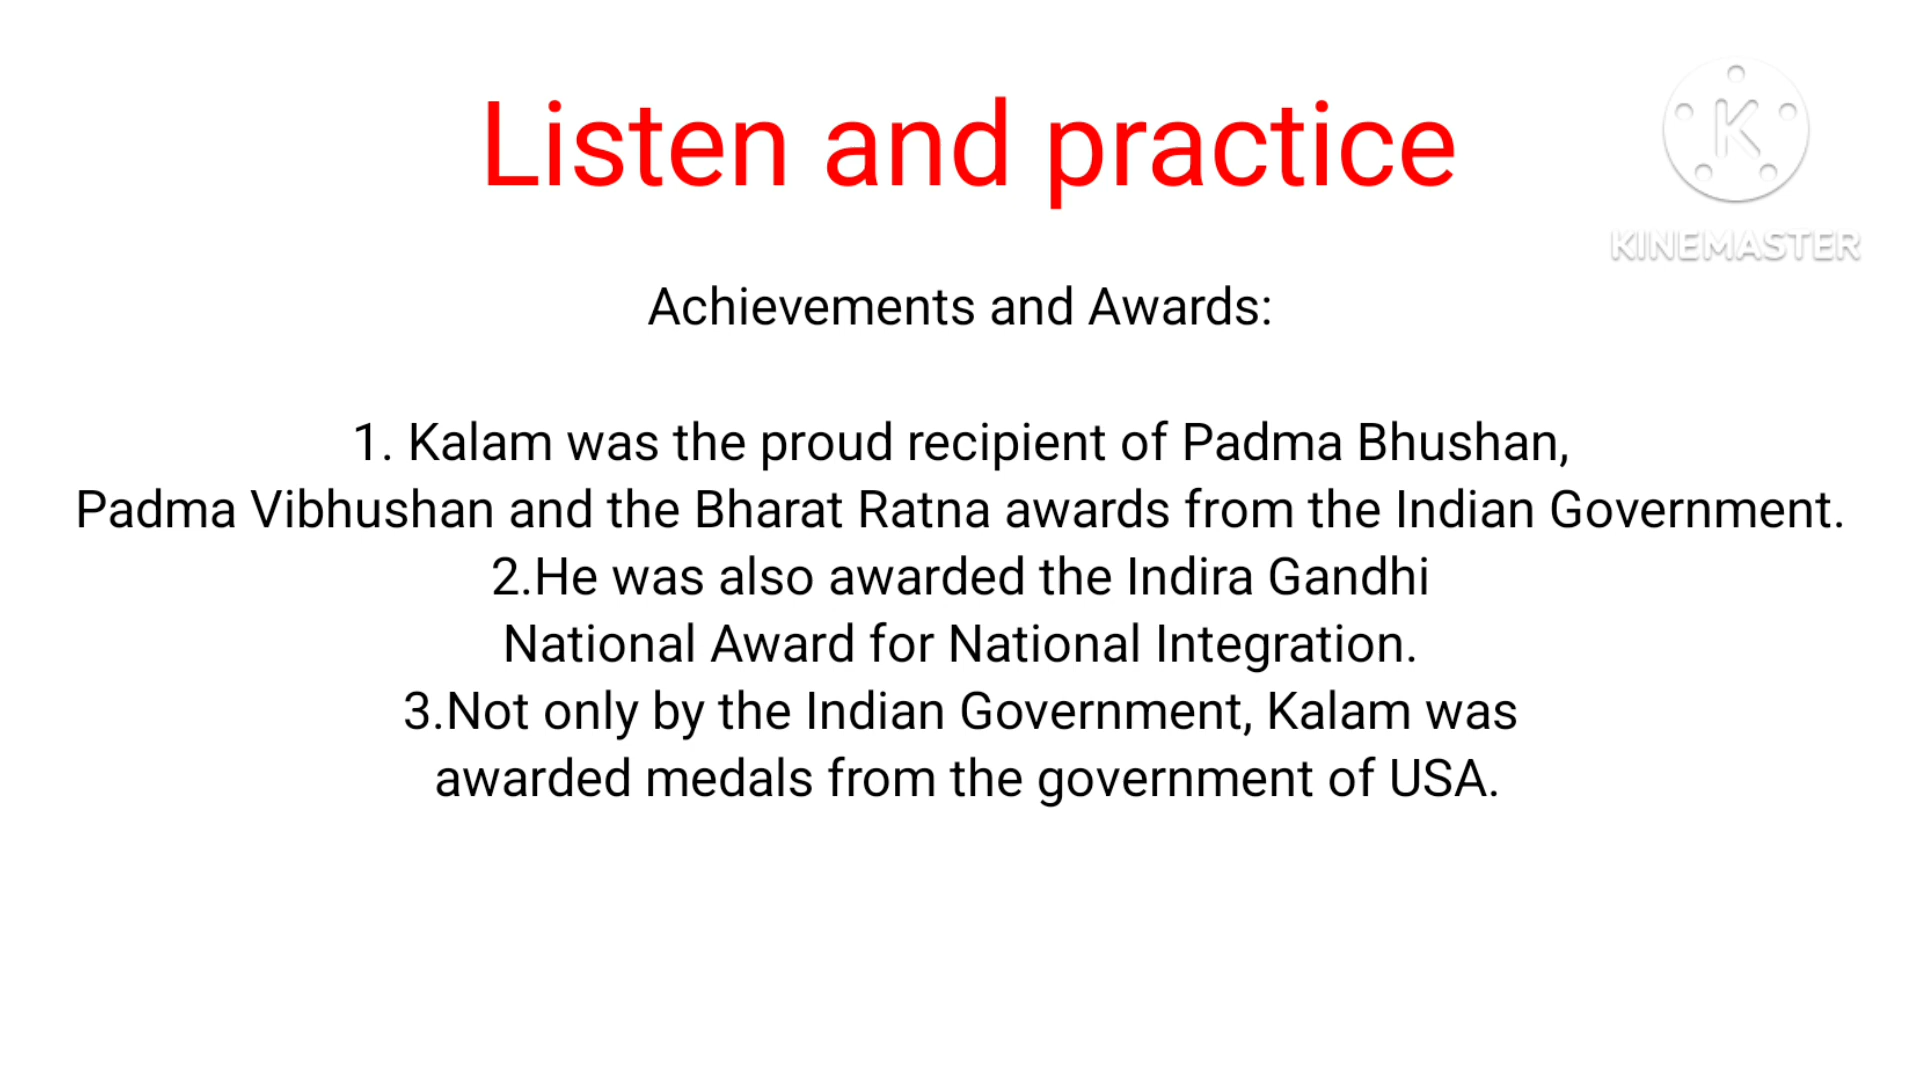 Listen and practice
K
KINEMASTER
Achievements and Awards:
1. Kalam was the proud recipient of Padma Bhushan,
Padma Vibhushan and the Bharat Ratna awards from the Indian Government.
2.He was also awarded the Indira Gandhi
National Award for National Integration.
3.Not only by the Indian Government, Kalam was
awarded medals from the government of USA.